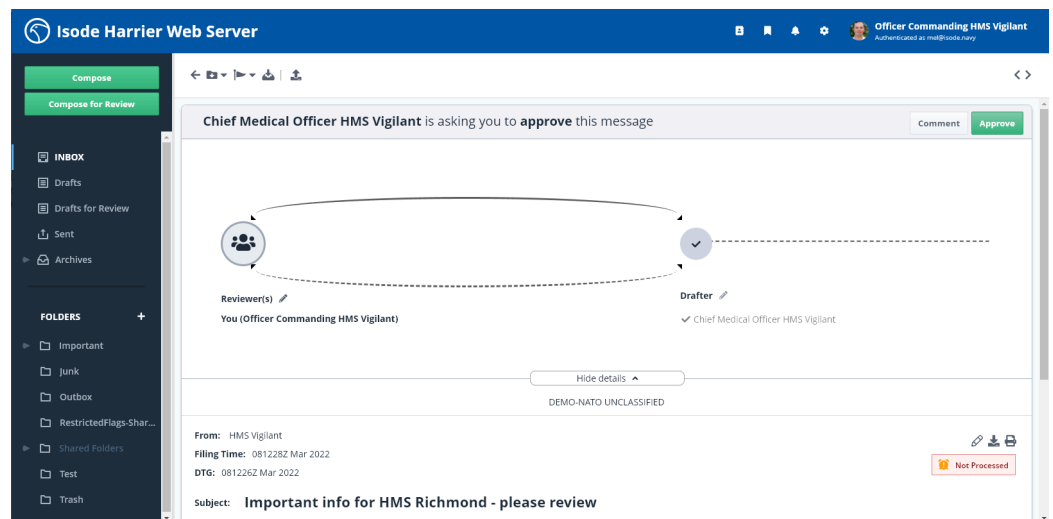 Isode Harrier Web Server
Officer Commanding HMS Vigilant
Authenticated as mel@isode.navy
Compose
Compose for Review
INBOX
Drafts
Drafts for Review
Sent
Archives
FOLDERS +
Important
Junk
Outbox
RestrictedFlags-Shar...
Shared Folders
Test
Trash
Chief Medical Officer HMS Vigilant is asking you to approve this message
Comment
Approve
Reviewer(s)
You (Officer Commanding HMS Vigilant)
Drafter
Chief Medical Officer HMS Vigilant
Hide details
DEMO-NATO UNCLASSIFIED
From: HMS Vigilant
Filing Time: 081228Z Mar 2022
DTG: 081226Z Mar 2022
Not Processed
Subject: Important info for HMS Richmond - please review